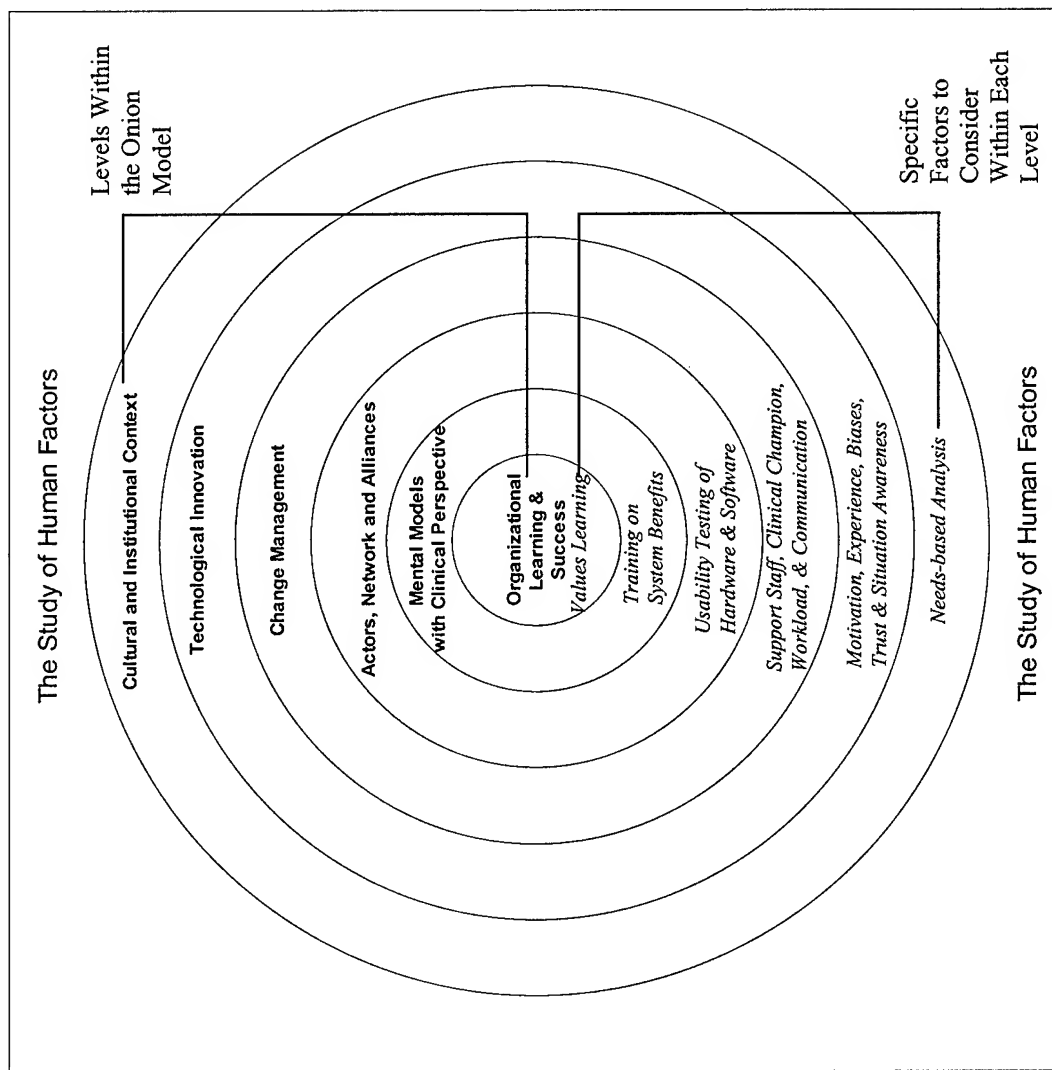 The Study of Human Factors
Levels Within
the Onion
Model
Cultural and Institutional Context
Technological Innovation
Change Management
Actors, Network and Alliances
Mental Models
with Clinical Perspective
Organizational
Learning &
Success
Values Learning
Training on
System Benefits
Usability Testing of
Hardware & Software
Support Staff, Clinical Champion,
Workload, & Communication
Motivation, Experience, Biases,
Trust & Situation Awareness
Needs-based Analysis
Specific
Factors to
Consider
Within Each
Level
The Study of Human Factors